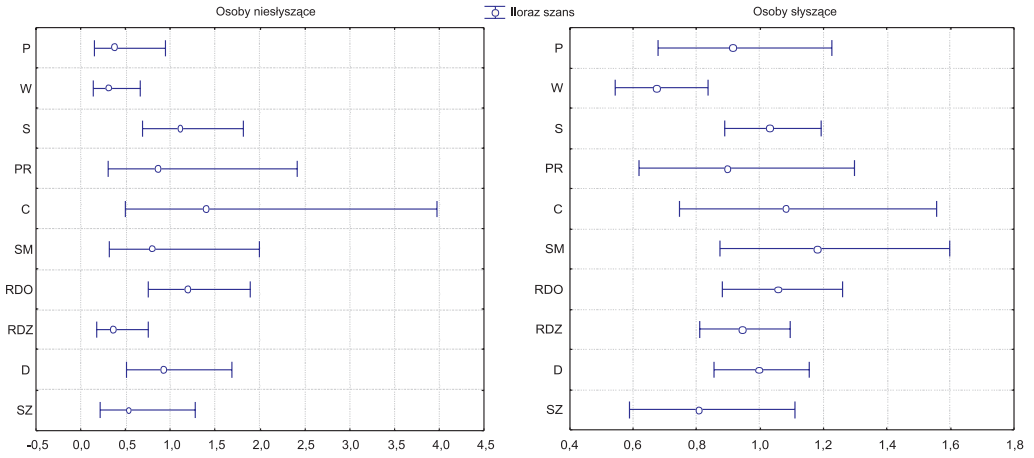 Osoby niesłyszące
Iloraz szans
Osoby słyszące
P
W
S
PR
C
SM
RDO
RDZ
D
SZ
-0,5 0,0 0,5 1,0 1,5 2,0 2,5 3,0 3,5 4,0 4,5
P
W
S
PR
C
SM
RDO
RDZ
D
SZ
0,4 0,6 0,8 1,0 1,2 1,4 1,6 1,8